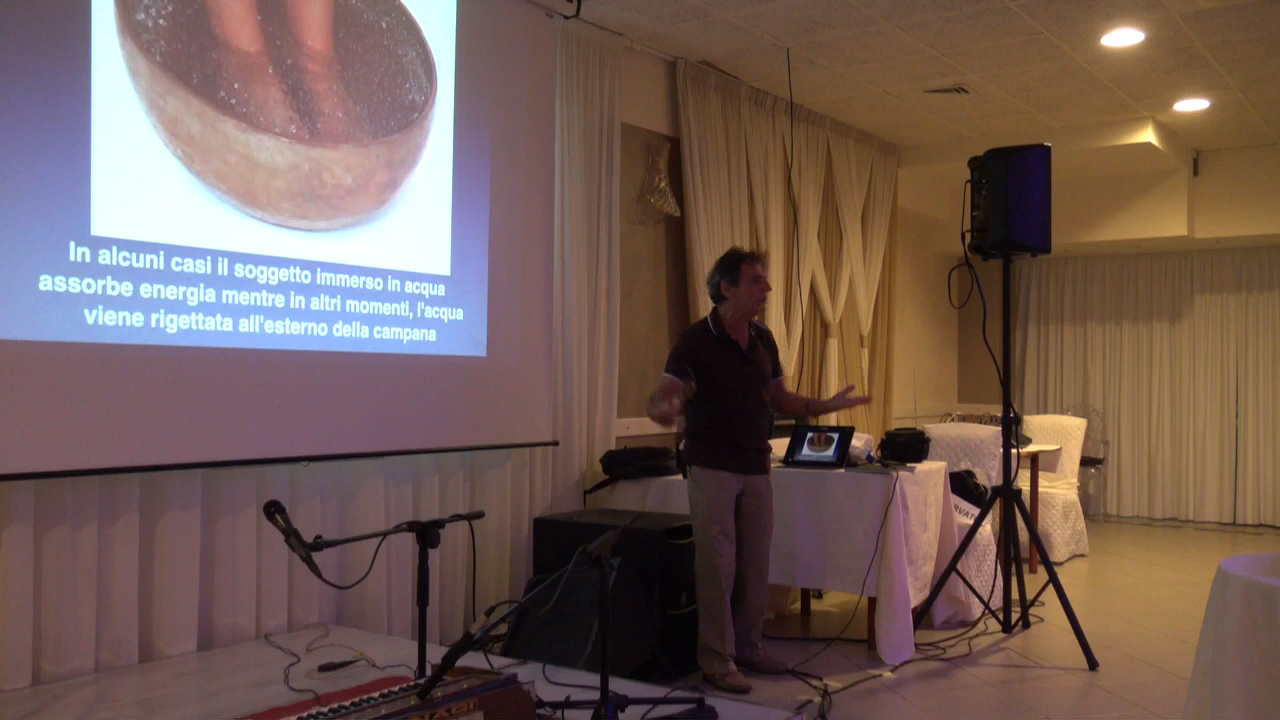 In alcuni casi il soggetto immerso in acqua
assorbe energia mentre in altri momenti, l'acqua
viene rigettata all'esterno della campana
RVAT